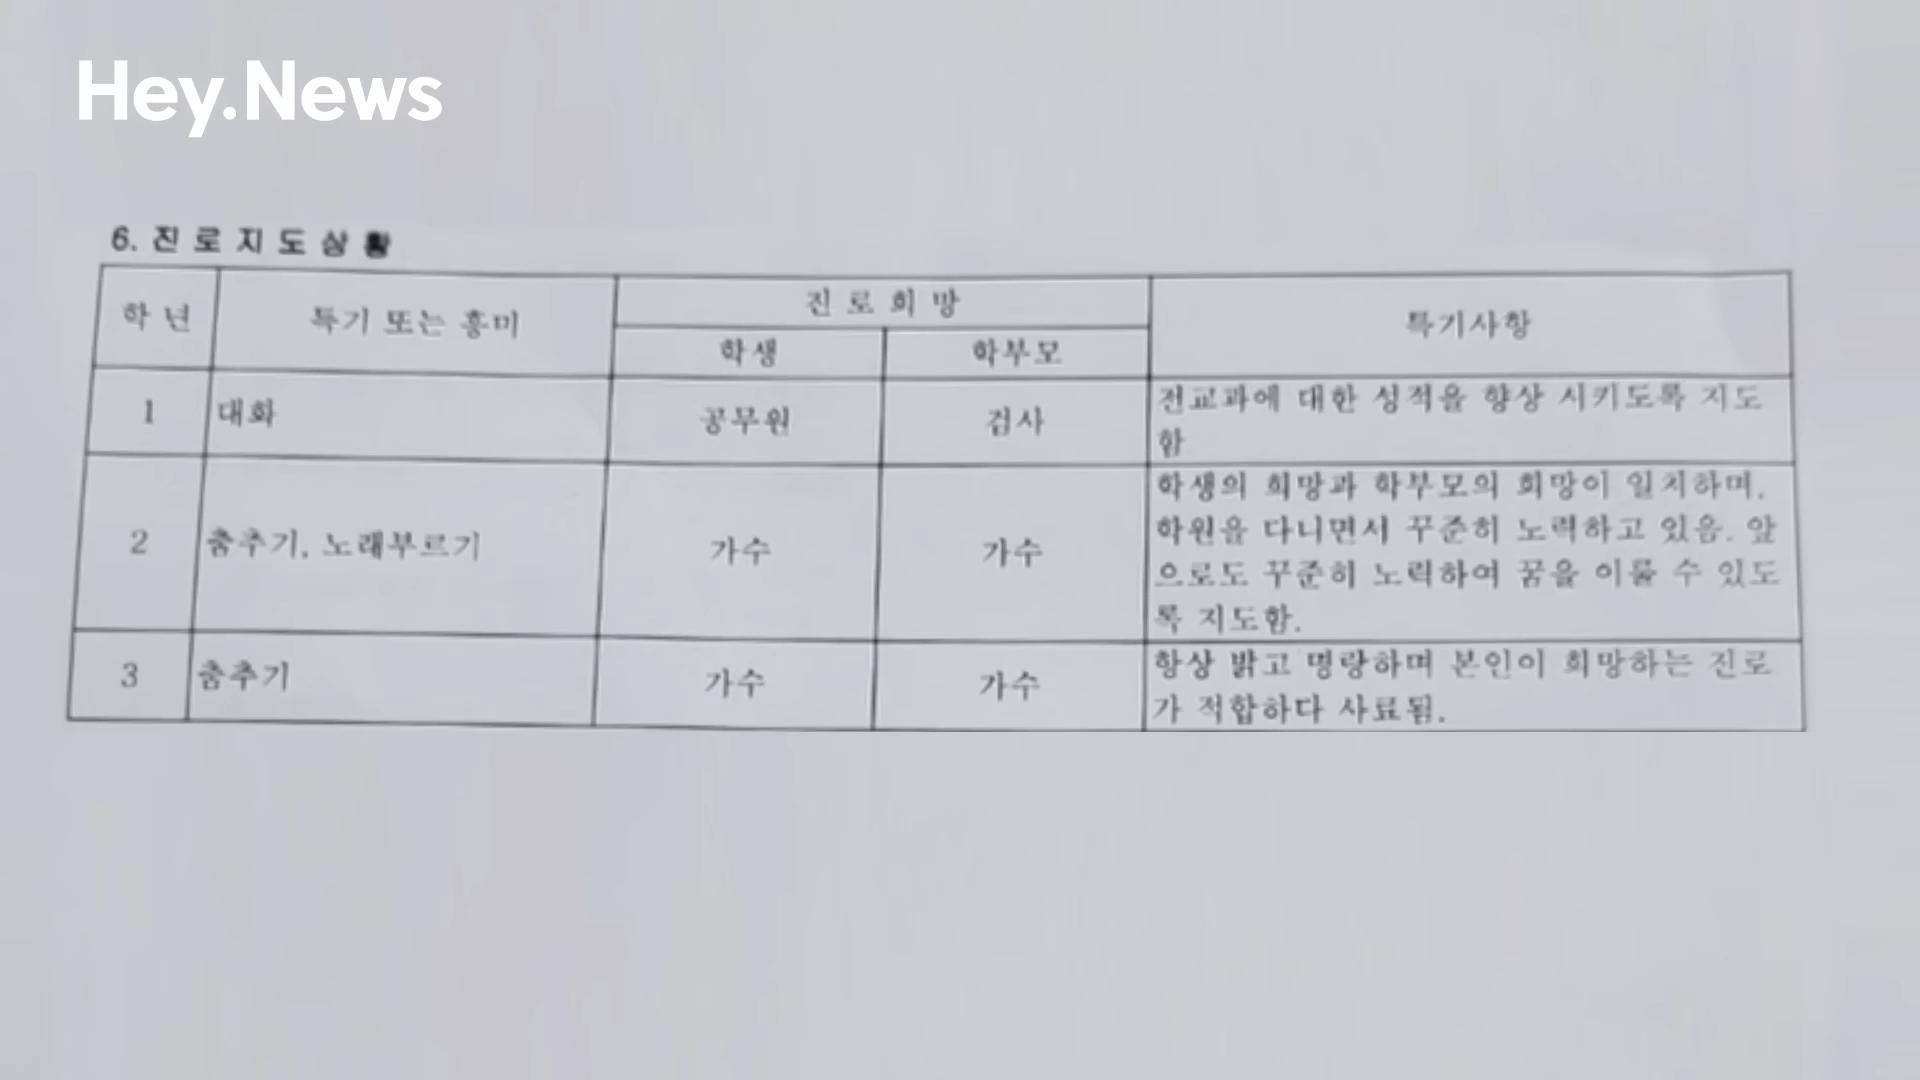 Hey.News
6. 진 로 지 도 상 황
학 년 특기 또는 흥미 진 로 희 망 특기사항
학생 학부모
1 대화 공무원 검사 전교과에 대한 성적을 향상 시키도록 지도
함
2 춤추기, 노래부르기 가수 가수 학생의 희망과 학부모의 희망이 일치하며,
학원을 다니면서 꾸준히 노력하고 있음. 앞
으로도 꾸준히 노력하여 꿈을 이룰 수 있도
록 지도함.
3 춤추기 가수 가수 항상 밝고 명랑하며 본인이 희망하는 진로
가 적합하다 사료됨.